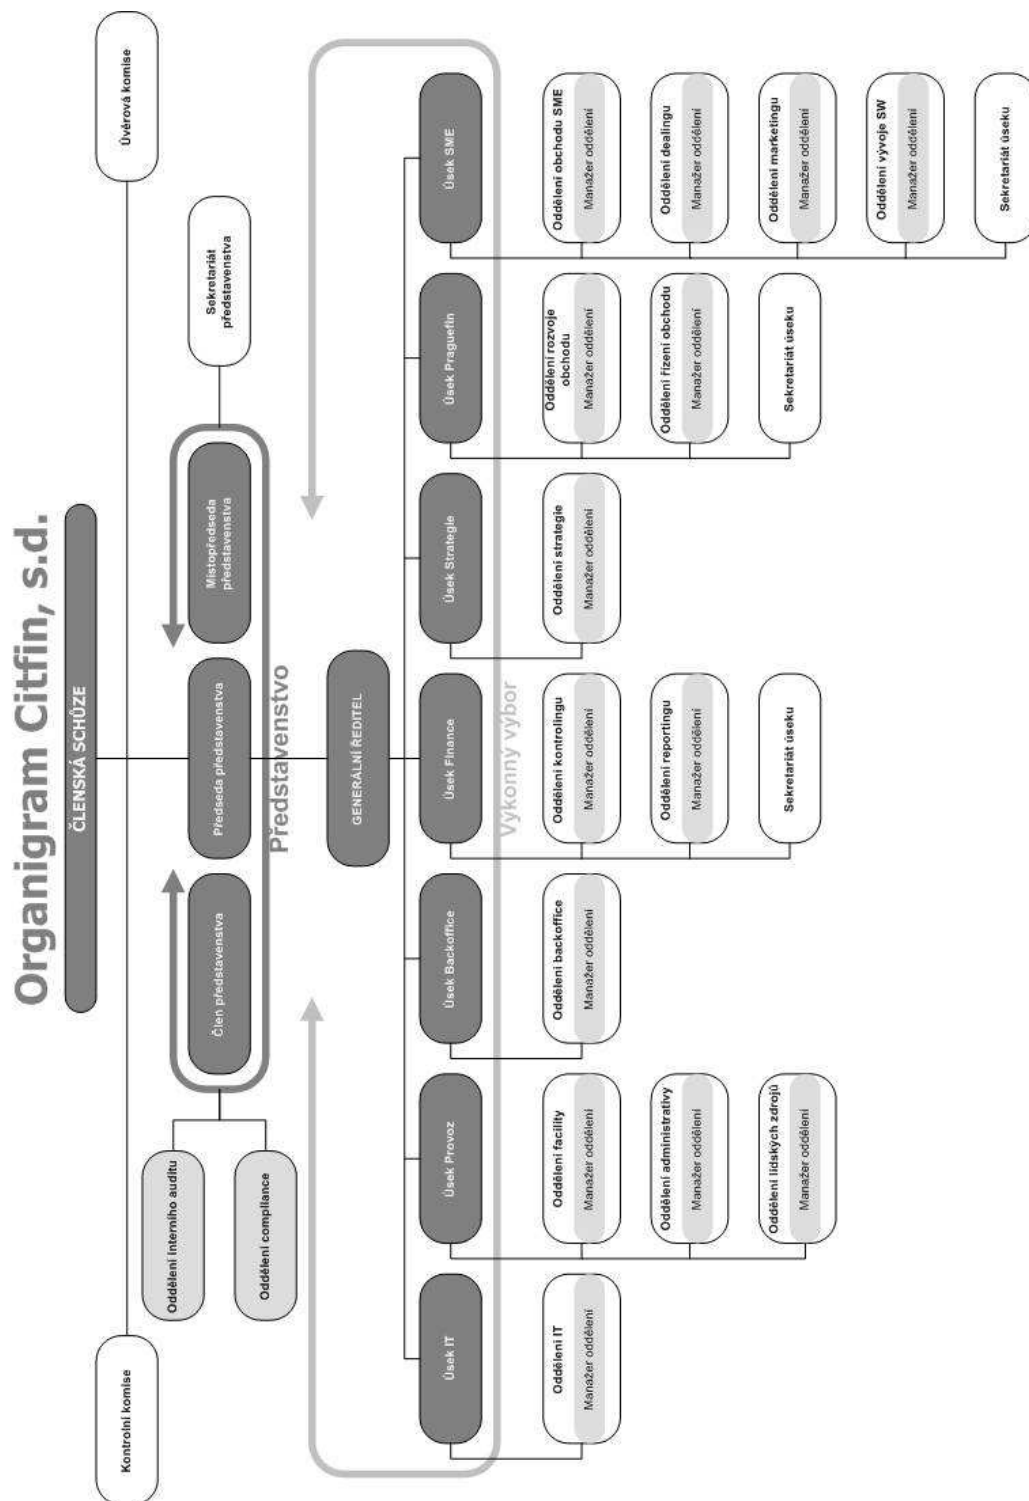 Organigram Citfin, s.d.
ČLENSKÁ SCHŮZE
Kontrolní komise
Úvěrová komise
Oddělení interního auditu
Oddělení compliance
Člen představenstva
Předseda představenstva
Místopředseda
představenstva
Sekretariát
představenstva
Představenstvo
GENERÁLNÍ ŘEDITEL
Úsek IT
Úsek Provoz
Úsek Backoffice
Úsek Finance
Úsek Strategie
Úsek Praguefin
Úsek SME
Výkonný výbor
Oddělení IT
Manažer oddělení
Oddělení facility
Manažer oddělení
Oddělení administrativy
Manažer oddělení
Oddělení lidských zdrojů
Manažer oddělení
Oddělení backoffice
Manažer oddělení
Oddělení kontrolingu
Manažer oddělení
Oddělení reportingu
Manažer oddělení
Sekretariát úseku
Oddělení strategie
Manažer oddělení
Oddělení rozvoje
obchodu
Manažer oddělení
Oddělení řízení obchodu
Manažer oddělení
Sekretariát úseku
Oddělení obchodu SME
Manažer oddělení
Oddělení dealingu
Manažer oddělení
Oddělení marketingu
Manažer oddělení
Oddělení vývoje SW
Manažer oddělení
Sekretariát úseku